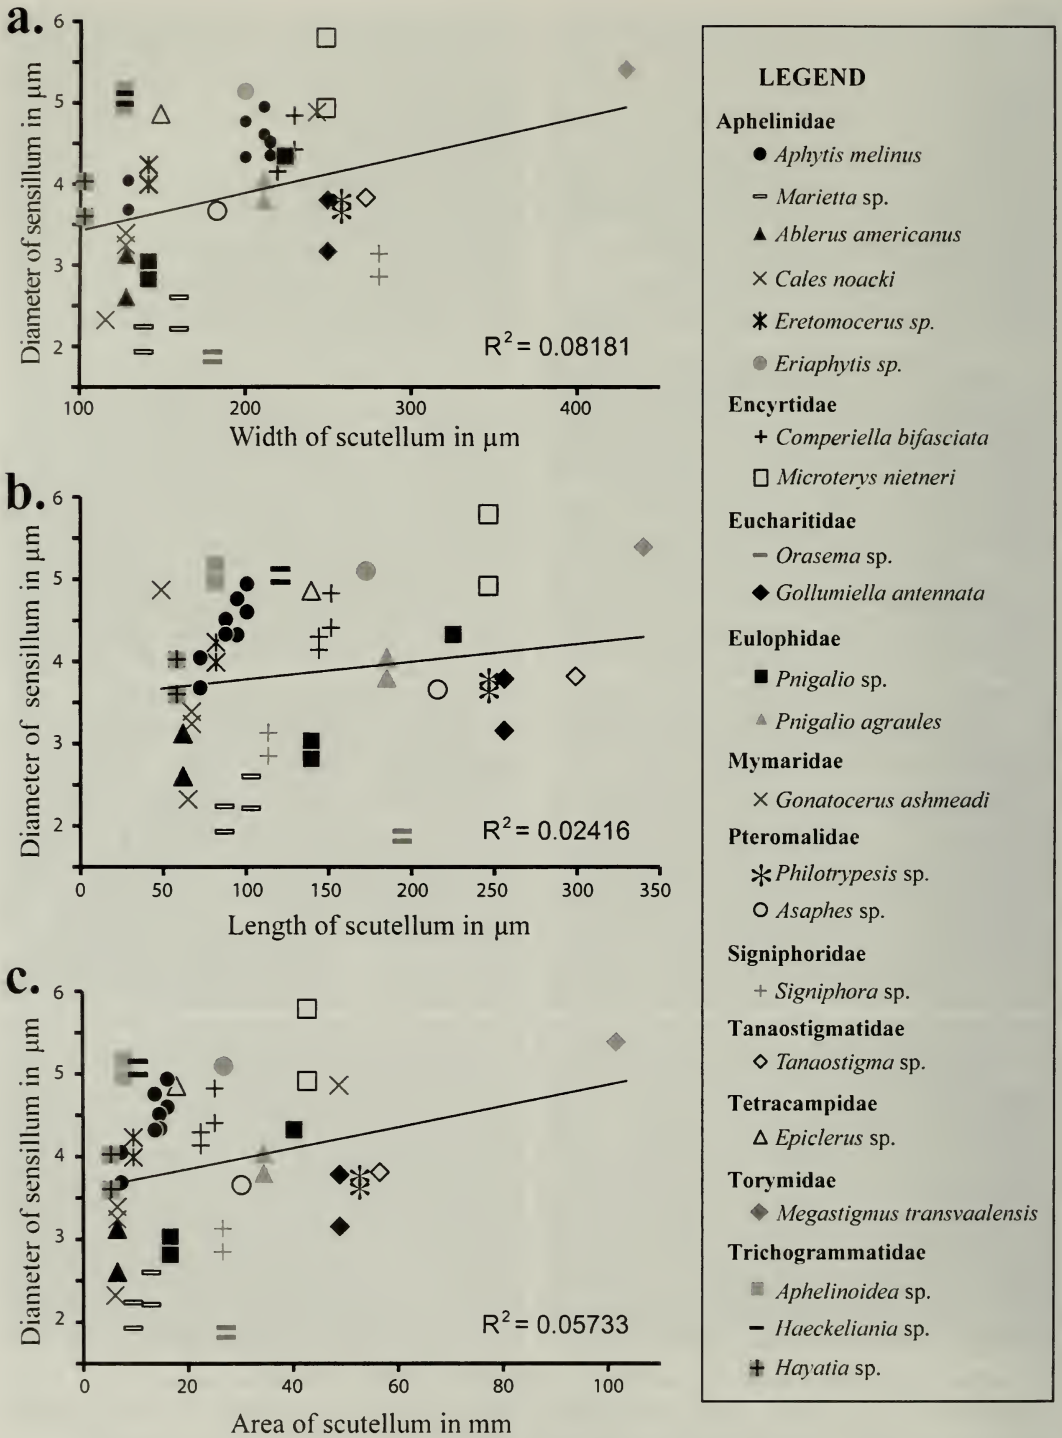 a.
6
5
4
3
2
Diameter of sensillum in µm
R² = 0.08181
100 200 300 400
Width of scutellum in µm
b.
6
5
4
3
2
Diameter of sensillum in µm
R² = 0.02416
0 50 100 150 200 250 300 350
Length of scutellum in µm
c.
6
5
4
3
2
Diameter of sensillum in µm
R² = 0.05733
0 20 40 60 80 100
Area of scutellum in mm
LEGEND
Aphelinidae
Aphytis melinus
Marietta sp.
Ablerus americanus
Cales noacki
Eretomocerus sp.
Eriaphytis sp.
Encyrtidae
Comperiella bifasciata
Microterys nietneri
Eucharitidae
Orasema sp.
Gollumiella antennata
Eulophidae
Pnigalio sp.
Pnigalio agraules
Mymaridae
Gonatocerus ashmeadi
Pteromalidae
Philotrypesis sp.
Asaphes sp.
Signiphoridae
Signiphora sp.
Tanaostigmatidae
Tanaostigma sp.
Tetracampidae
Epiclerus sp.
Torymidae
Megastigmus transvaalensis
Trichogrammatidae
Aphelinoidea sp.
Haeckeliania sp.
Hayatia sp.